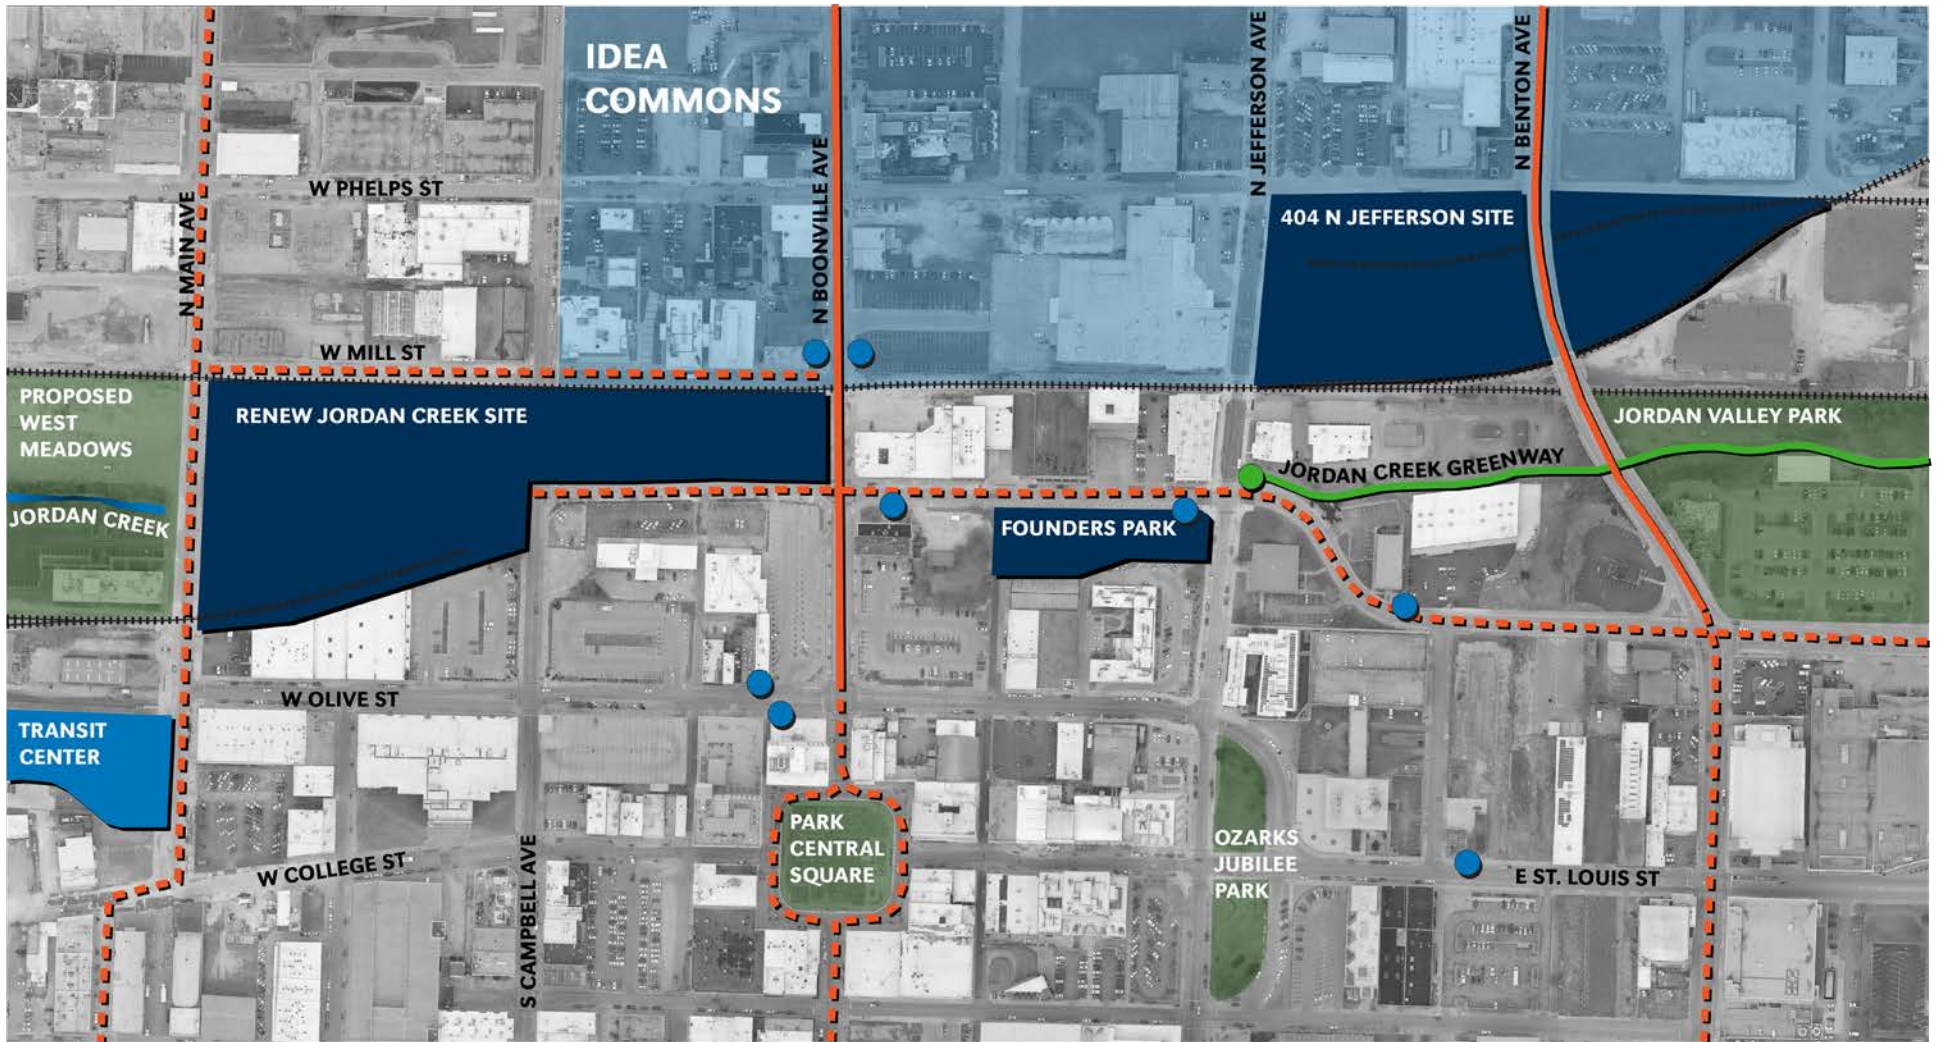 IDEA
COMMONS
N JEFFERSON AVE
N BENTON AVE
N BOONVILLE AVE
W PHELPS ST
N MAIN AVE
404 N JEFFERSON SITE
W MILL ST
PROPOSED
WEST
MEADOWS
RENEW JORDAN CREEK SITE
JORDAN VALLEY PARK
JORDAN CREEK GREENWAY
JORDAN CREEK
FOUNDERS PARK
W OLIVE ST
TRANSIT
CENTER
PARK
CENTRAL
SQUARE
OZARKS
JUBILEE
PARK
W COLLEGE ST
S CAMPBELL AVE
E ST. LOUIS ST